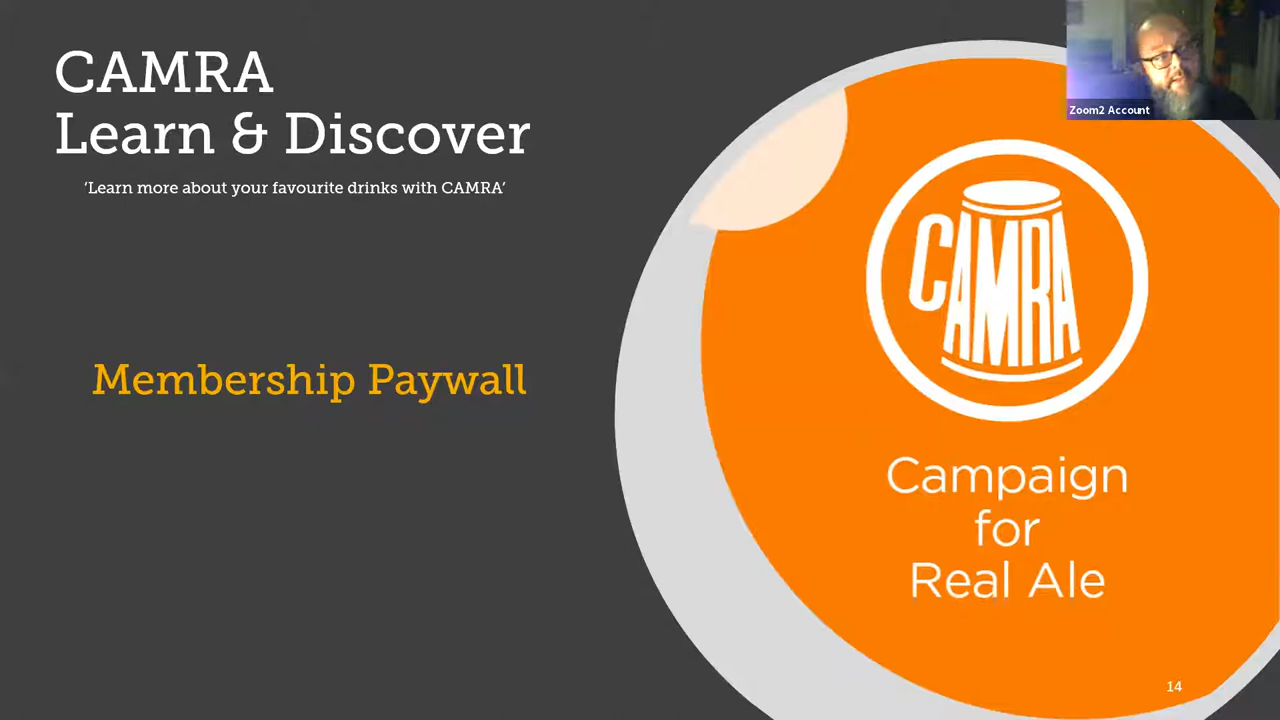 CAMRA
Learn & Discover
‘Learn more about your favourite drinks with CAMRA’
Membership Paywall
Zoom2 Account
CAMRA
Campaign
for
Real Ale
14